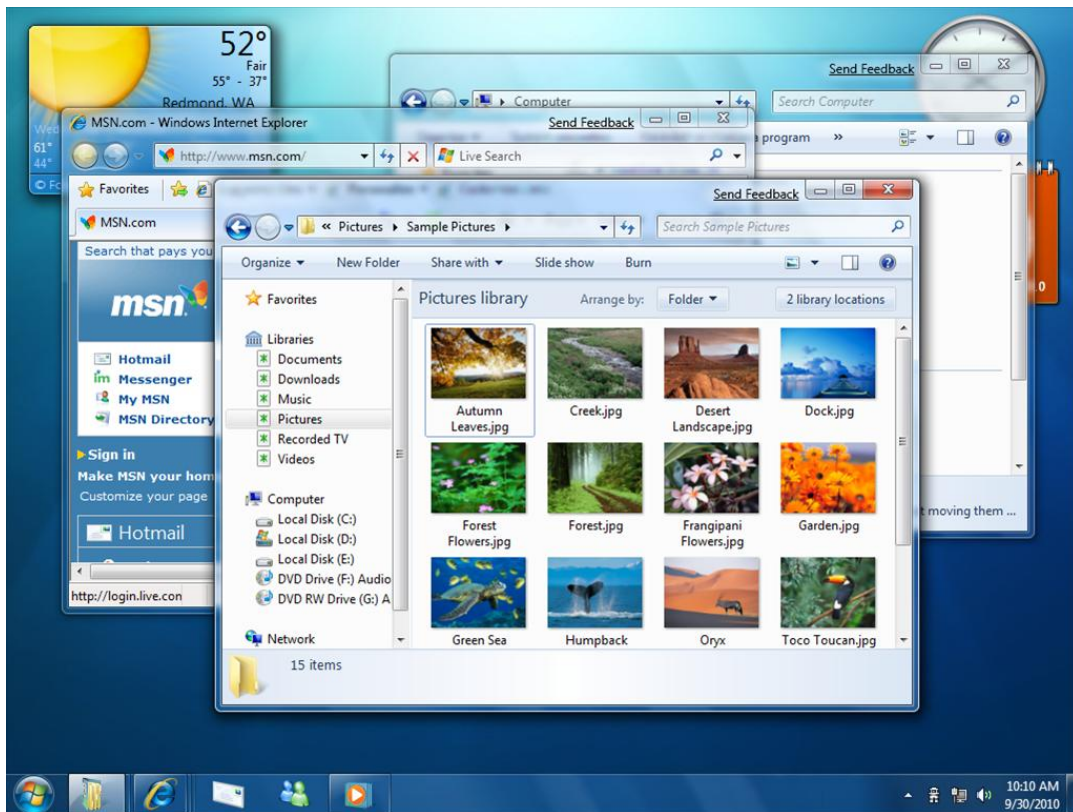 52°
Fair
55° - 37°
Redmond, WA
Wed
61°
44°
Send Feedback
Computer
Search Computer
program »
MSN.com - Windows Internet Explorer
Send Feedback
http://www.msn.com/
Live Search
Favorites
MSN.com
Search that pays you
msn
Hotmail
Messenger
My MSN
MSN Directory
Sign in
Make MSN your hom
Customize your page
Hotmail
http://login.live.con
Send Feedback
« Pictures Sample Pictures
Search Sample Pictures
Organize New Folder Share with Slide show Burn
Favorites
Libraries
Documents
Downloads
Music
Pictures
Recorded TV
Videos
Computer
Local Disk (C:)
Local Disk (D:)
Local Disk (E:)
DVD Drive (F:) Audio
DVD RW Drive (G:) A
Network
Pictures library
Arrange by: Folder
2 library locations
Autumn Leaves.jpg
Creek.jpg
Desert Landscape.jpg
Dock.jpg
Forest Flowers.jpg
Forest.jpg
Frangipani Flowers.jpg
Garden.jpg
Green Sea
Humpback
Oryx
Toco Toucan.jpg
15 items
moving them ...
10:10 AM
9/30/2010